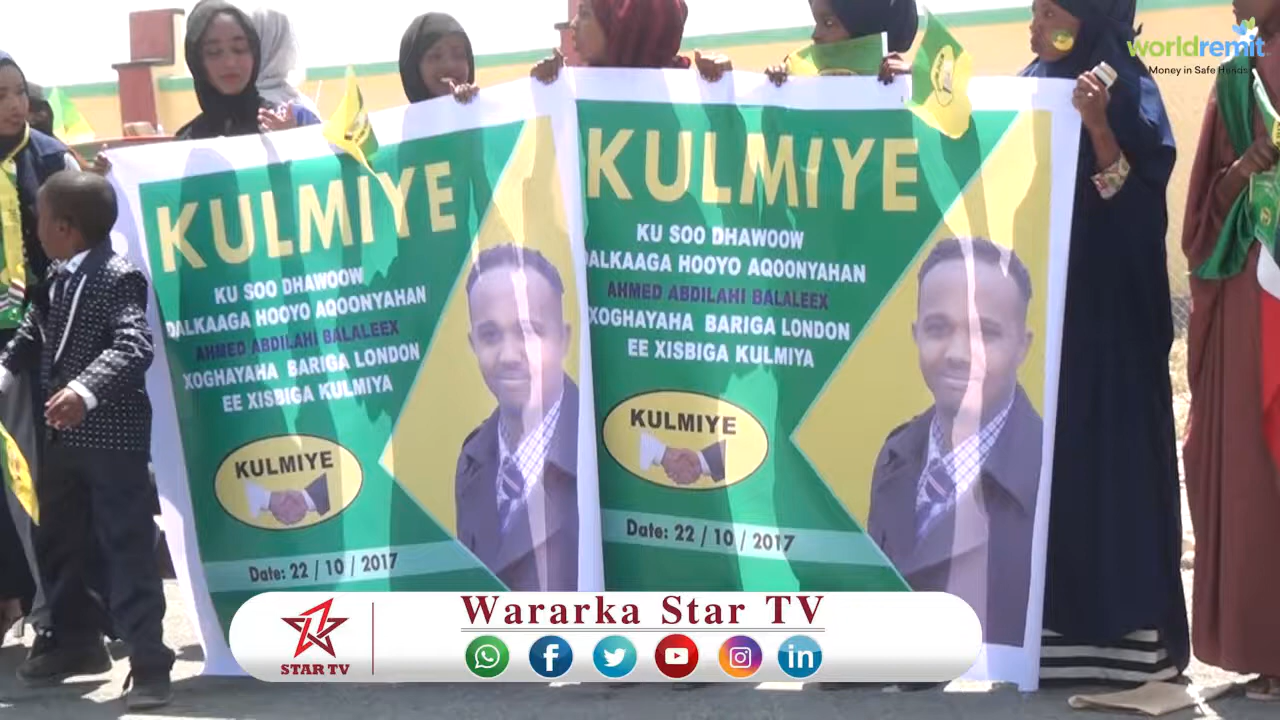 worldremit
Money in Safe Hands
KULMIYE
KU SOO DHAWOOW
DALKAAGA HOOYO AQOONYAHAN
AHMED ABDILAHI BALALEEX
XOGHAYAHA BARIGA LONDON
EE XISBIGA KULMIYA
KULMIYE
Date: 22 / 10 / 2017
KULMIYE
KU SOO DHAWOOW
DALKAAGA HOOYO AQOONYAHAN
AHMED ABDILAHI BALALEEX
XOGHAYAHA BARIGA LONDON
EE XISBIGA KULMIYA
KULMIYE
Date: 22 / 10 / 2017
STAR TV
Wararka Star TV